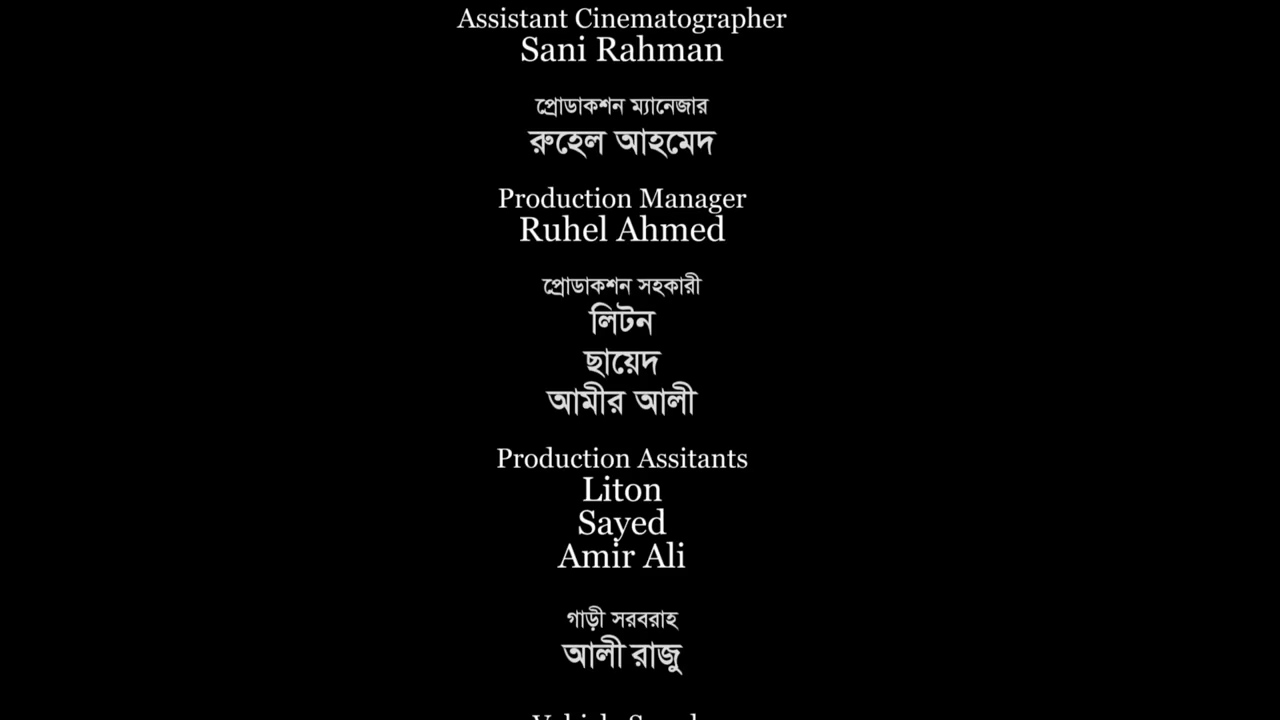 Assistant Cinematographer
Sani Rahman
প্রোডাকশন ম্যানেজার
রুহেল আহমেদ
Production Manager
Ruhel Ahmed
প্রোডাকশন সহকারী
লিটন
ছায়েদ
আমীর আলী
Production Assitants
Liton
Sayed
Amir Ali
গাড়ী সরবরাহ
আলী রাজু